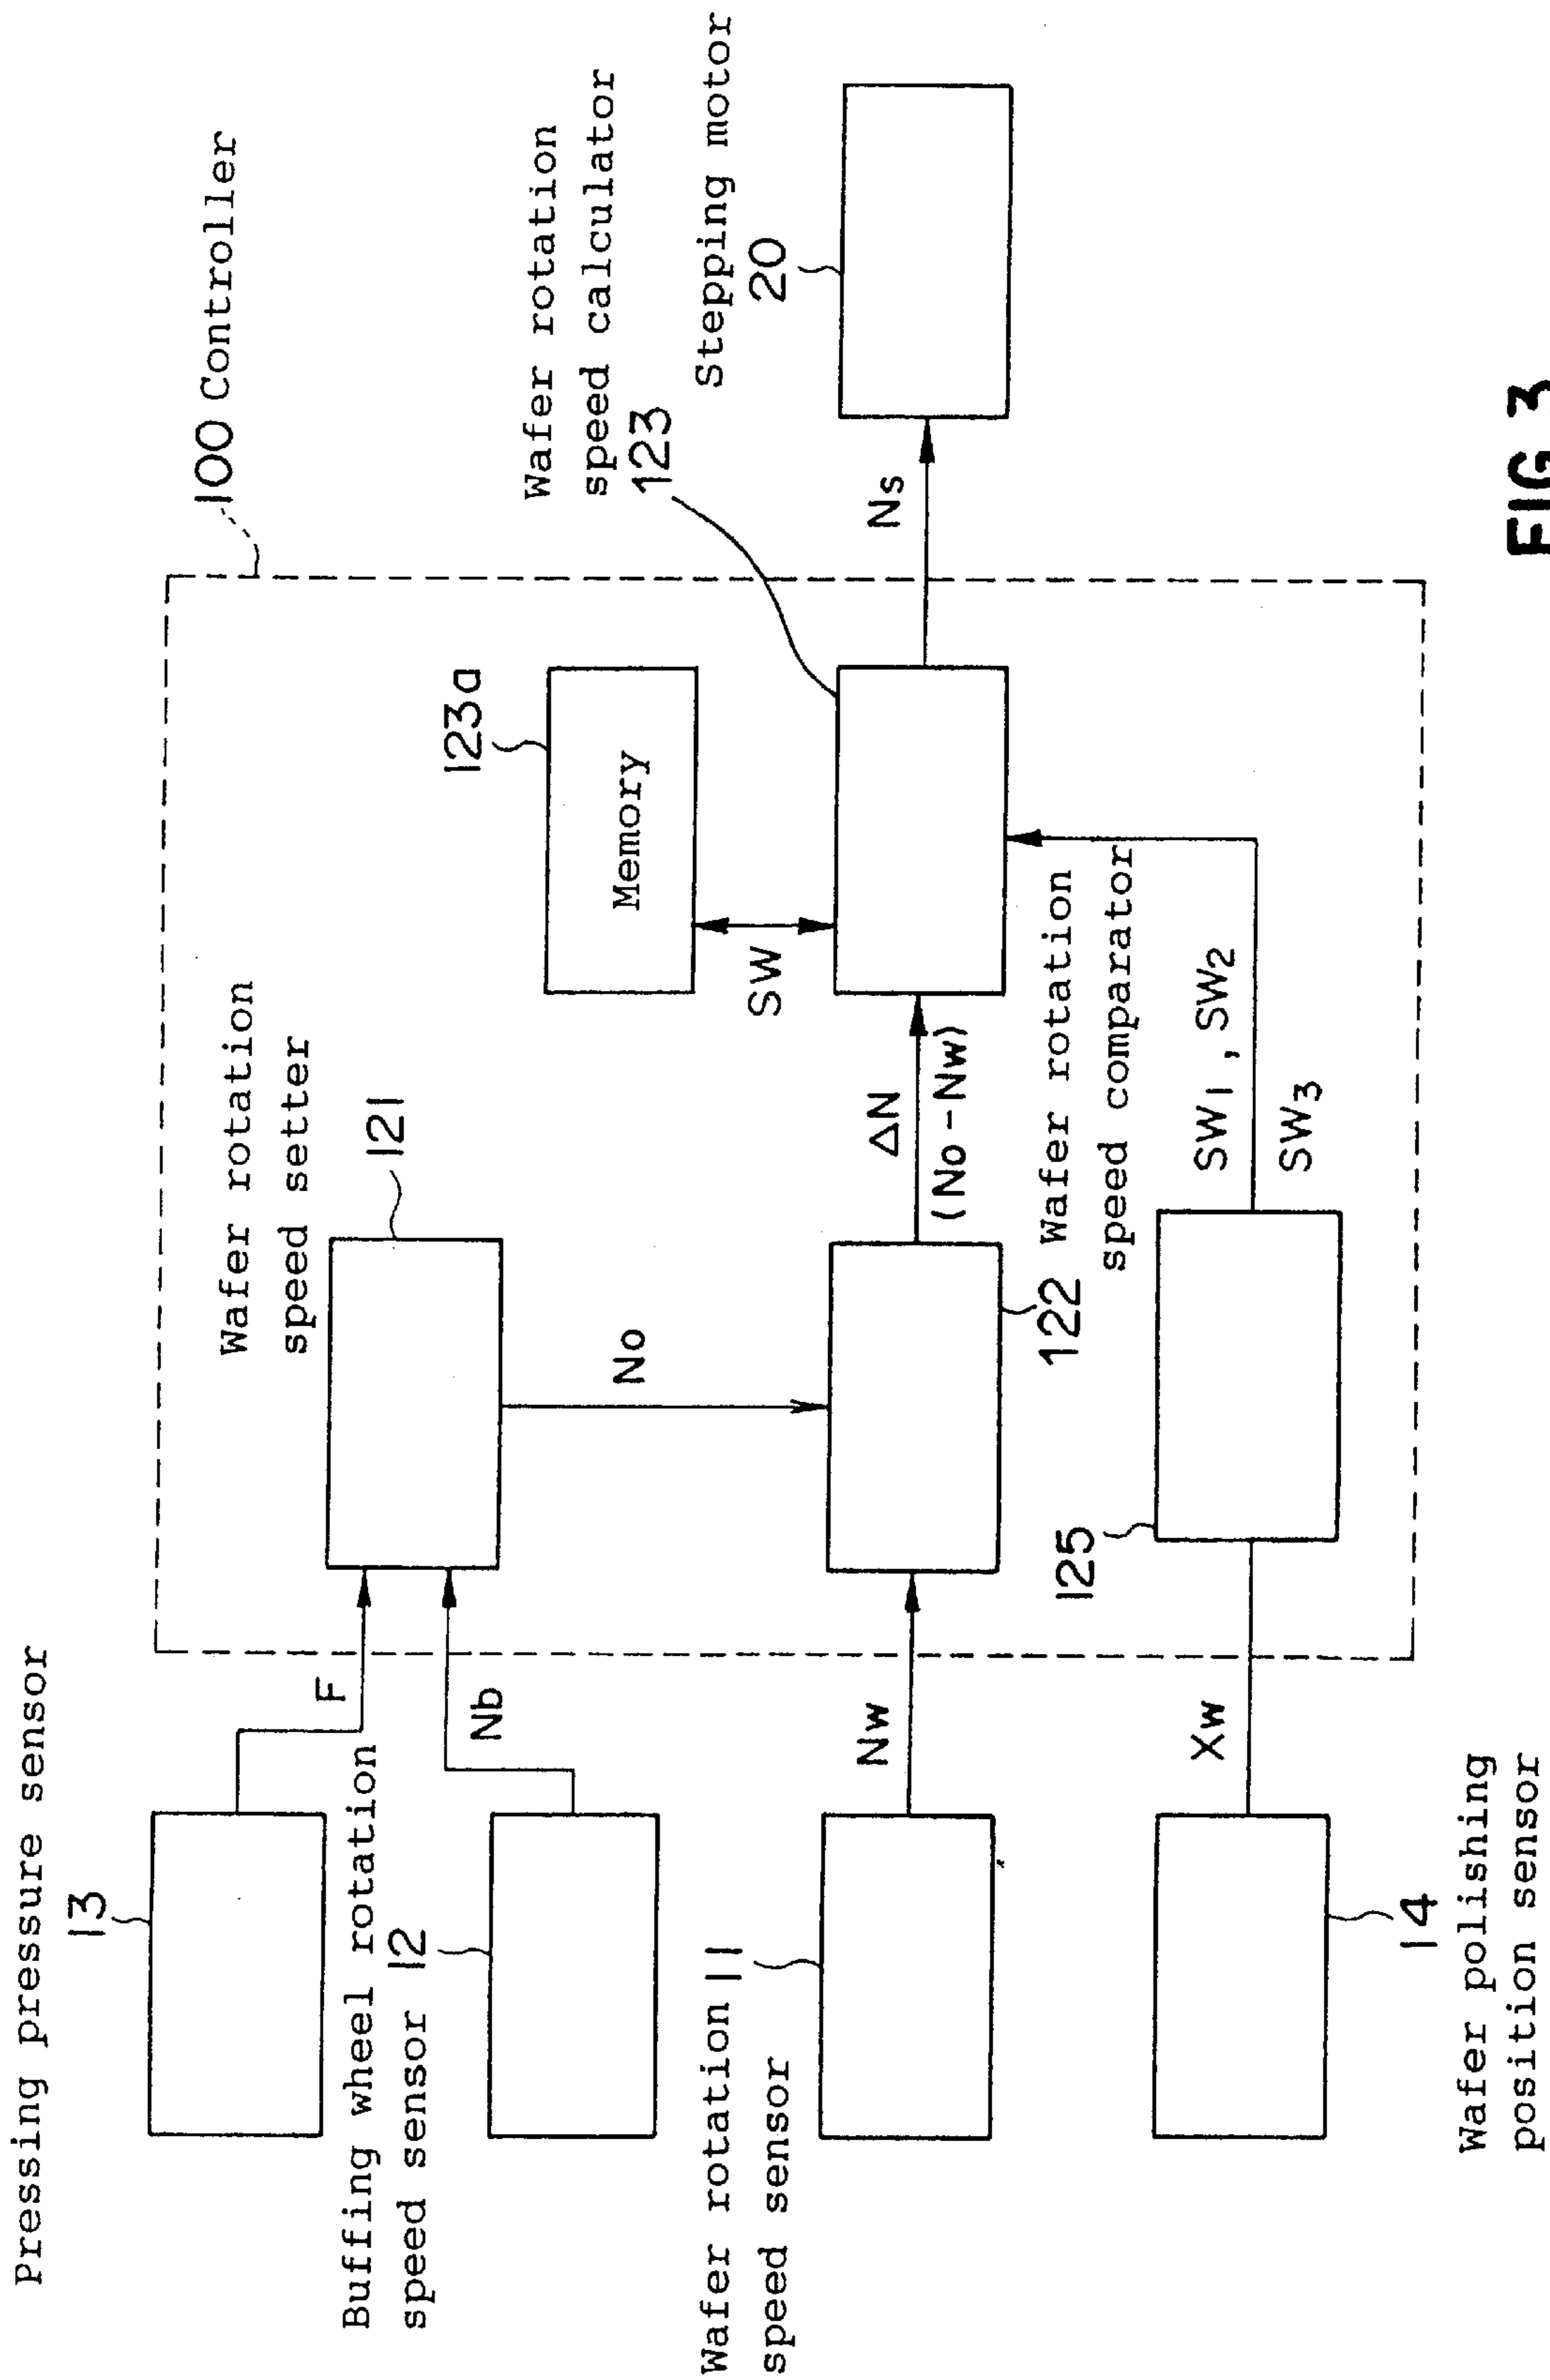 Pressing pressure sensor
13
F
Buffing wheel rotation
speed sensor 12
Nb
Wafer rotation 11
speed sensor
Nw
14
Xw
Wafer polishing
position sensor
100 Controller
Wafer rotation
speed setter
121
No
122 Wafer rotation
speed comparator
ΔN
(No-Nw)
125
SW1, SW2
SW3
123a
Memory
SW
Wafer rotation
speed calculator
123
Ns
Stepping motor
20
FIG 3